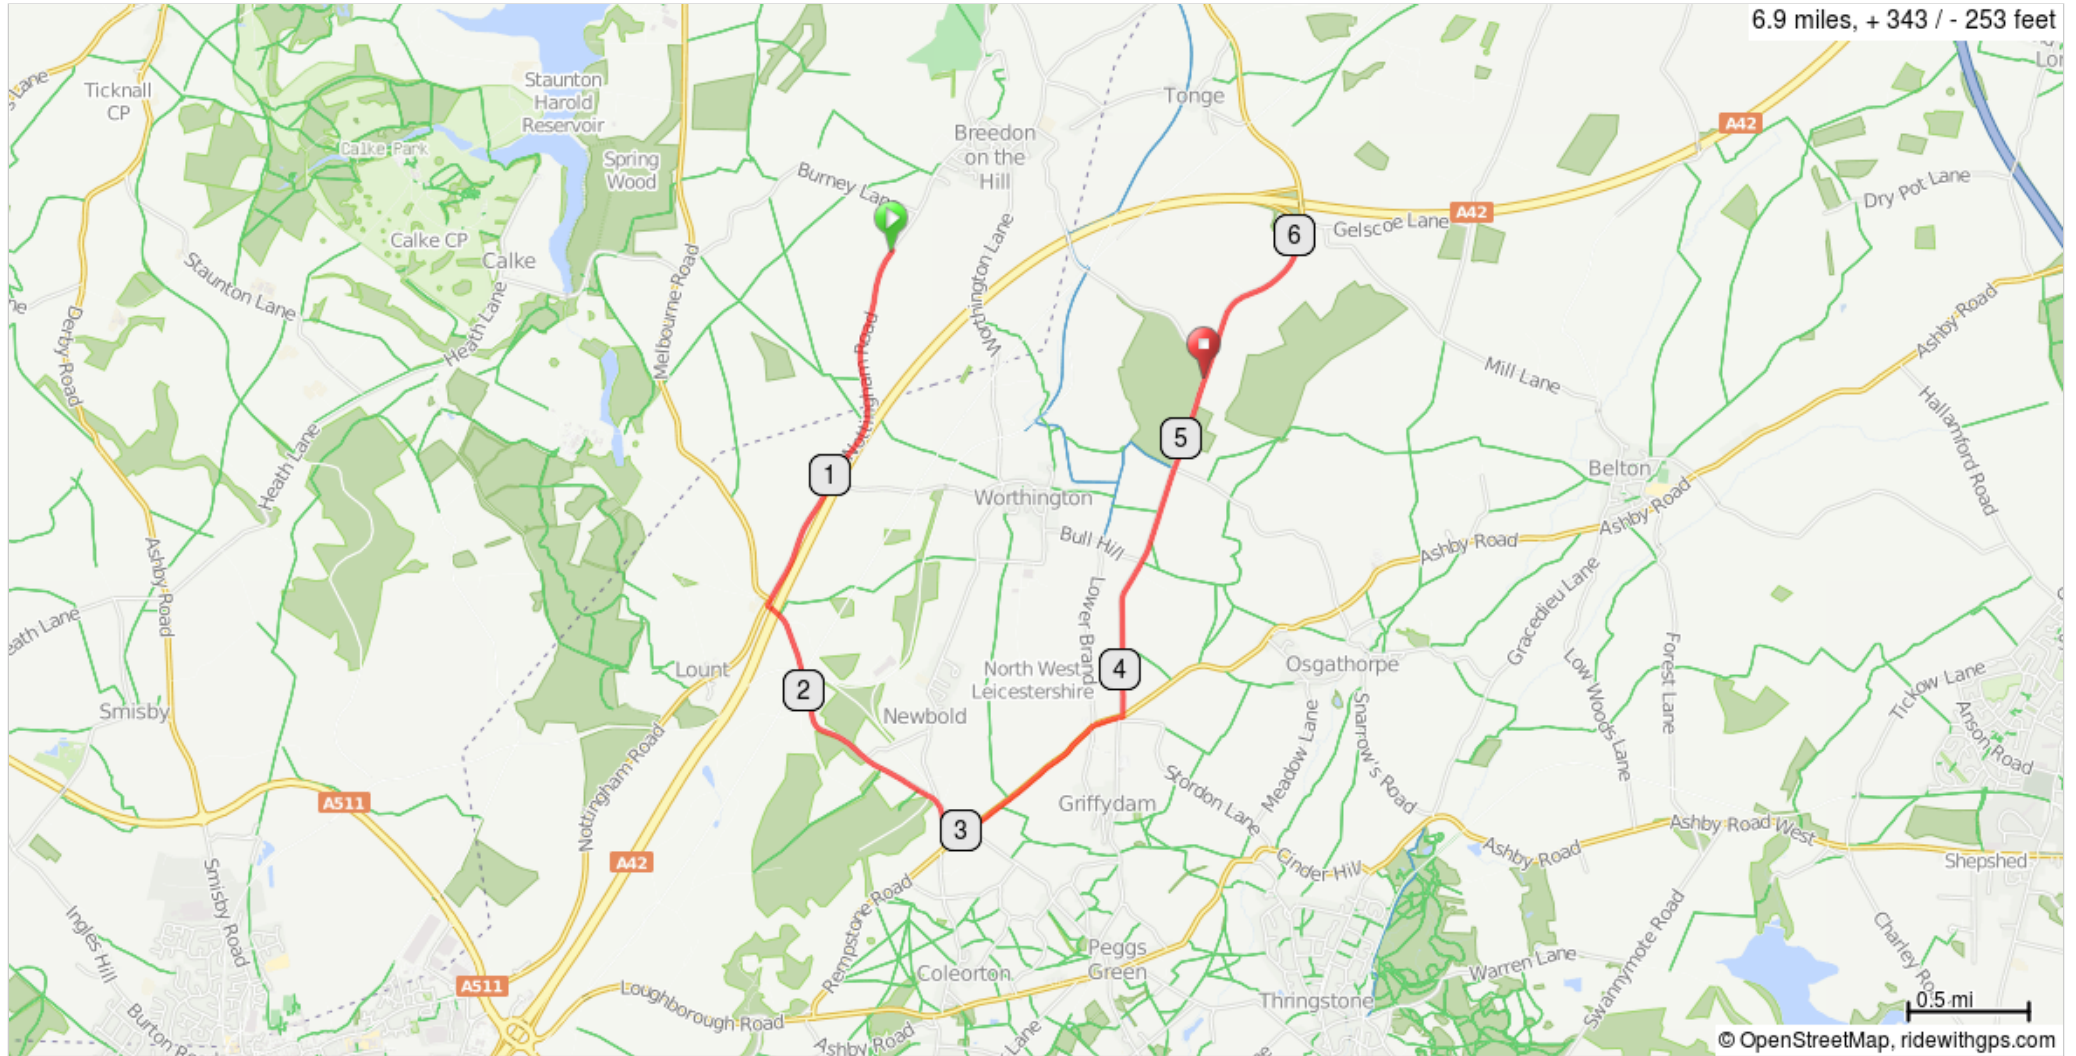 6.9 miles, + 343 / - 253 feet
Ticknall
CP
Staunton
Harold
Reservoir
Tonge
A42
Breedon
on the
Hill
Calke Park
Spring
Wood
Burney Lane
Dry Pot Lane
A42
Gelscoe Lane
6
Calke CP
Calke
Staunton Lane
Worthington Lane
Melbourne Road
Derby Road
Heath Lane
Nottingham Road
Ashby Road
Mill Lane
Hallamford Road
5
1
Heath Lane
Belton
Worthington
Ashby Road
Bull Hill
Ashby Road
Ashby Road
Lower Brand
Gracedieu Lane
Forest Lane
Low Woods Lane
4
Osgathorpe
Lount
North West
Leicestershire
2
Tickow Lane
Anson Road
Smisby
Newbold
Snarrow's Road
Meadow Lane
Stordon Lane
Nottingham Road
A511
Griffydam
3
Ashby Road West
Ashby Road
Shepshed
A42
Cinder Hill
Smisby Road
Rempstone Road
Ingles Hill
Peggs
Green
Coleorton
Warren Lane
Swannymote Road
Charley Ro
A511
Loughborough Road
Thringstone
0.5 mi
Burton Ro
Ashby Road
Lane
© OpenStreetMap, ridewithgps.com